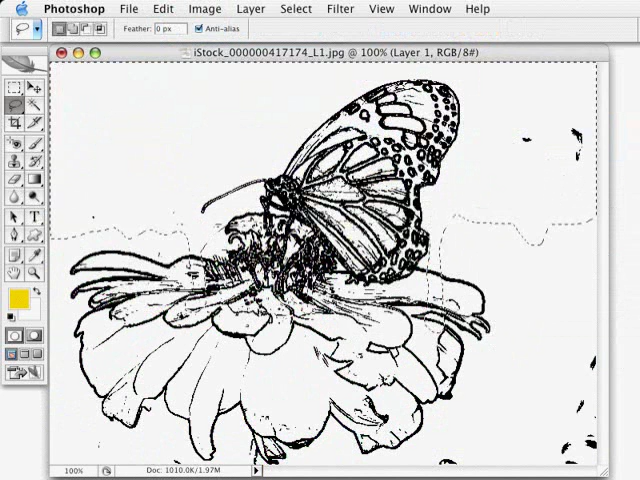 Photoshop File Edit Image Layer Select Filter View Window Help
Feather: 0 px Anti-alias
iStock_000000417174_L1.jpg @ 100% (Layer 1, RGB/8#)
T
100% Doc: 1010.0K/1.97M